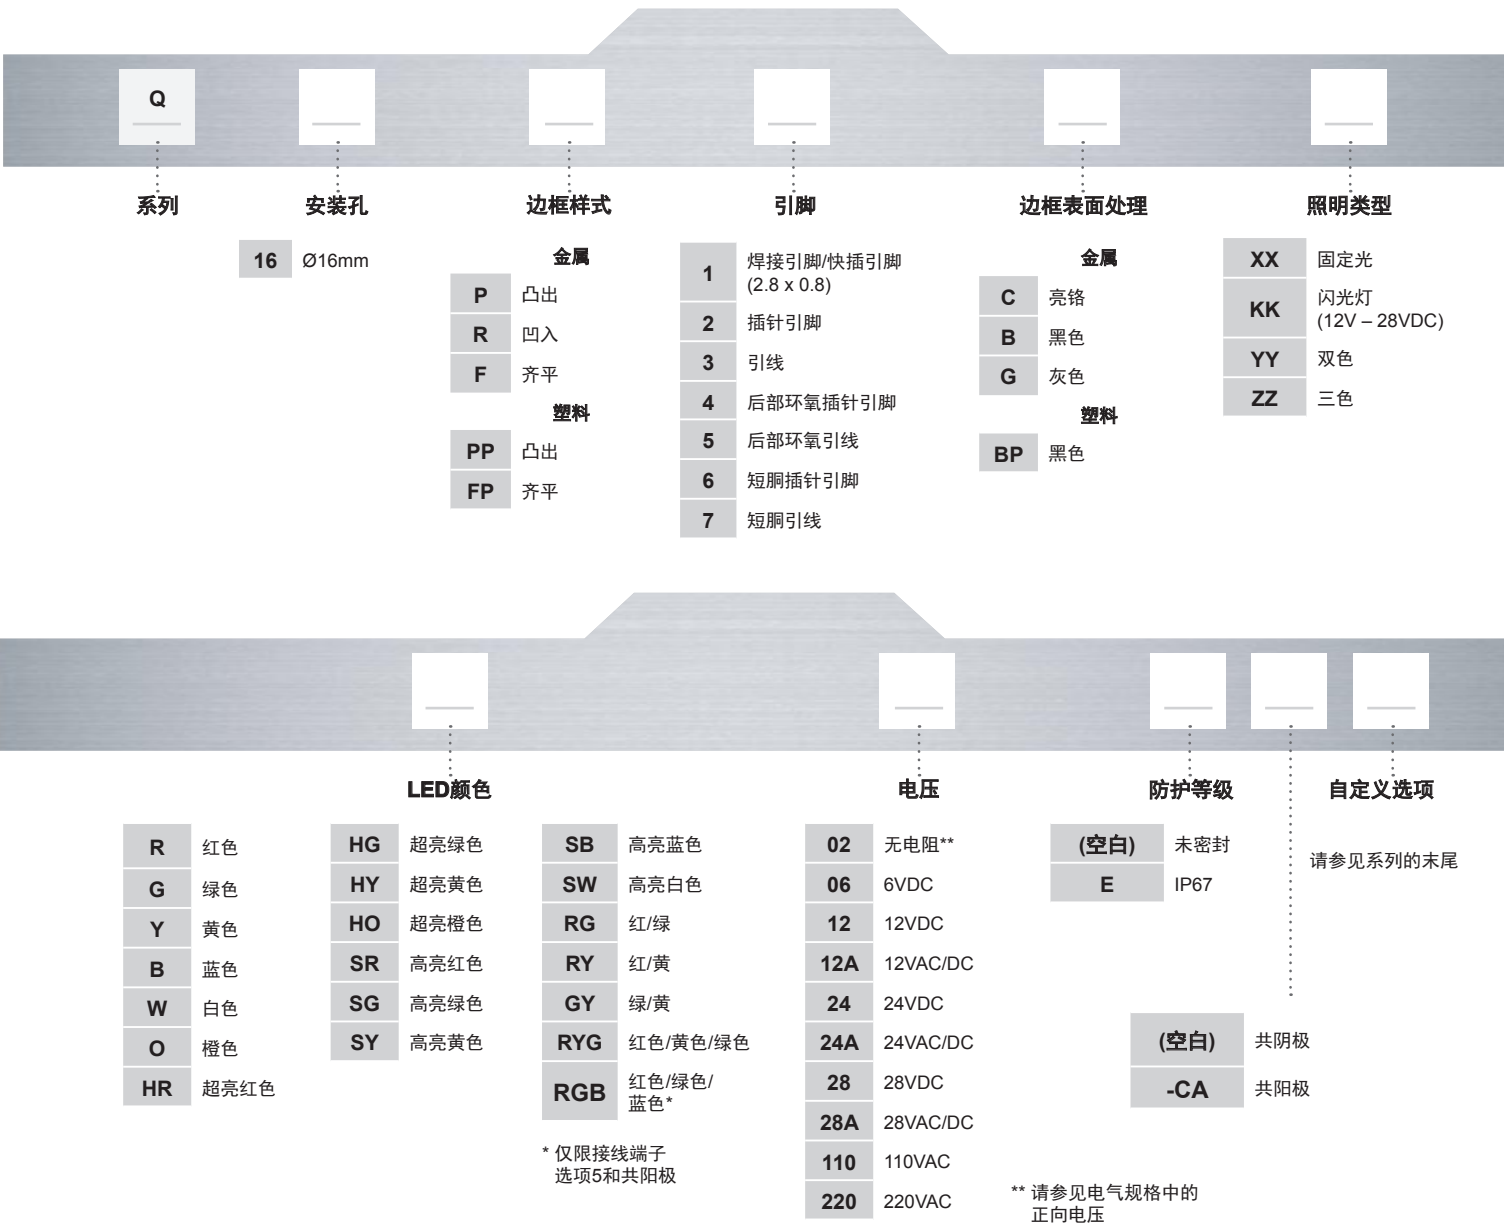 Q
系列
安装孔
边框样式
引脚
边框表面处理
照明类型
16 Ø16mm
金属
P 凸出
R 凹入
F 齐平
塑料
PP 凸出
FP 齐平
1 焊接引脚/快插引脚
(2.8 x 0.8)
2 插针引脚
3 引线
4 后部环氧插针引脚
5 后部环氧引线
6 短胴插针引脚
7 短胴引线
金属
C 亮铬
B 黑色
G 灰色
塑料
BP 黑色
XX 固定光
KK 闪光灯
(12V – 28VDC)
YY 双色
ZZ 三色
LED颜色
电压
防护等级
自定义选项
R 红色
G 绿色
Y 黄色
B 蓝色
W 白色
O 橙色
HR 超亮红色
HG 超亮绿色
HY 超亮黄色
HO 超亮橙色
SR 高亮红色
SG 高亮绿色
SY 高亮黄色
SB 高亮蓝色
SW 高亮白色
RG 红/绿
RY 红/黄
GY 绿/黄
RYG 红色/黄色/绿色
RGB 红色/绿色/
蓝色*
* 仅限接线端子
选项5和共阳极
02 无电阻**
06 6VDC
12 12VDC
12A 12VAC/DC
24 24VDC
24A 24VAC/DC
28 28VDC
28A 28VAC/DC
110 110VAC
220 220VAC
(空白) 未密封
E IP67
(空白) 共阴极
-CA 共阳极
请参见系列的末尾
** 请参见电气规格中的
正向电压